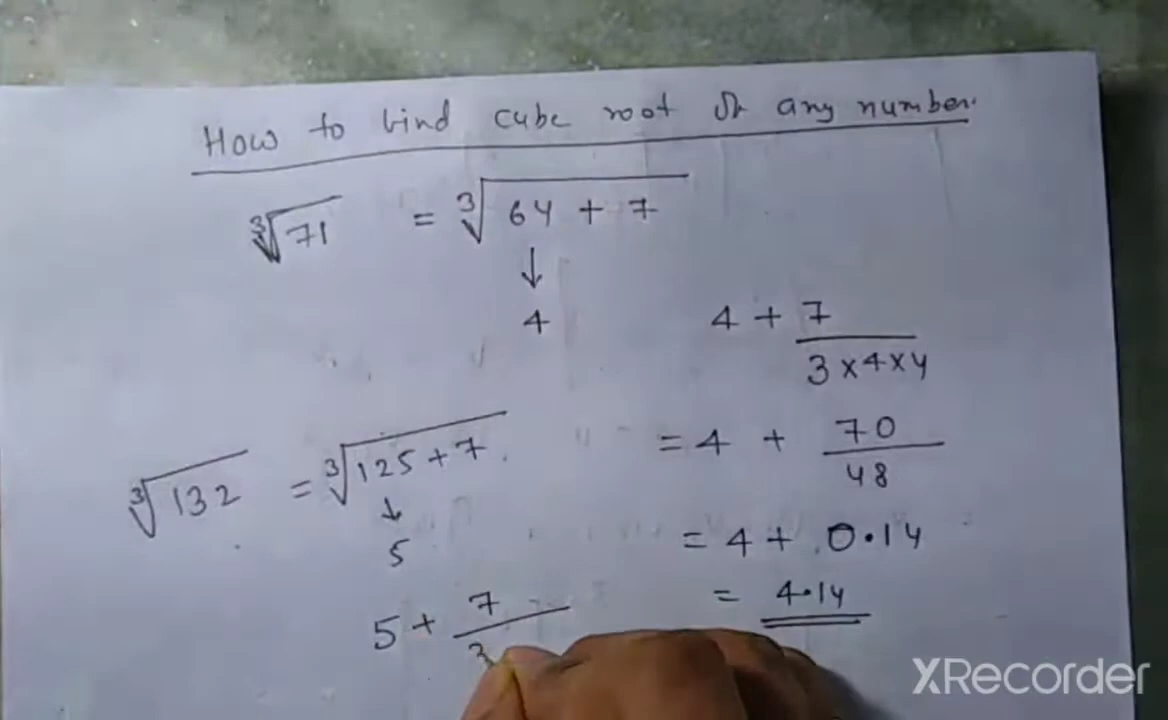 How to bind cube root of any number.
∛71 = ∛64 + 7
↓
4
4 + 7/3×4×4
= 4 + 70/48
= 4 + 0.14
= 4.14
∛132 = ∛125 + 7
↓
5
5 + 7/3
XRecorder